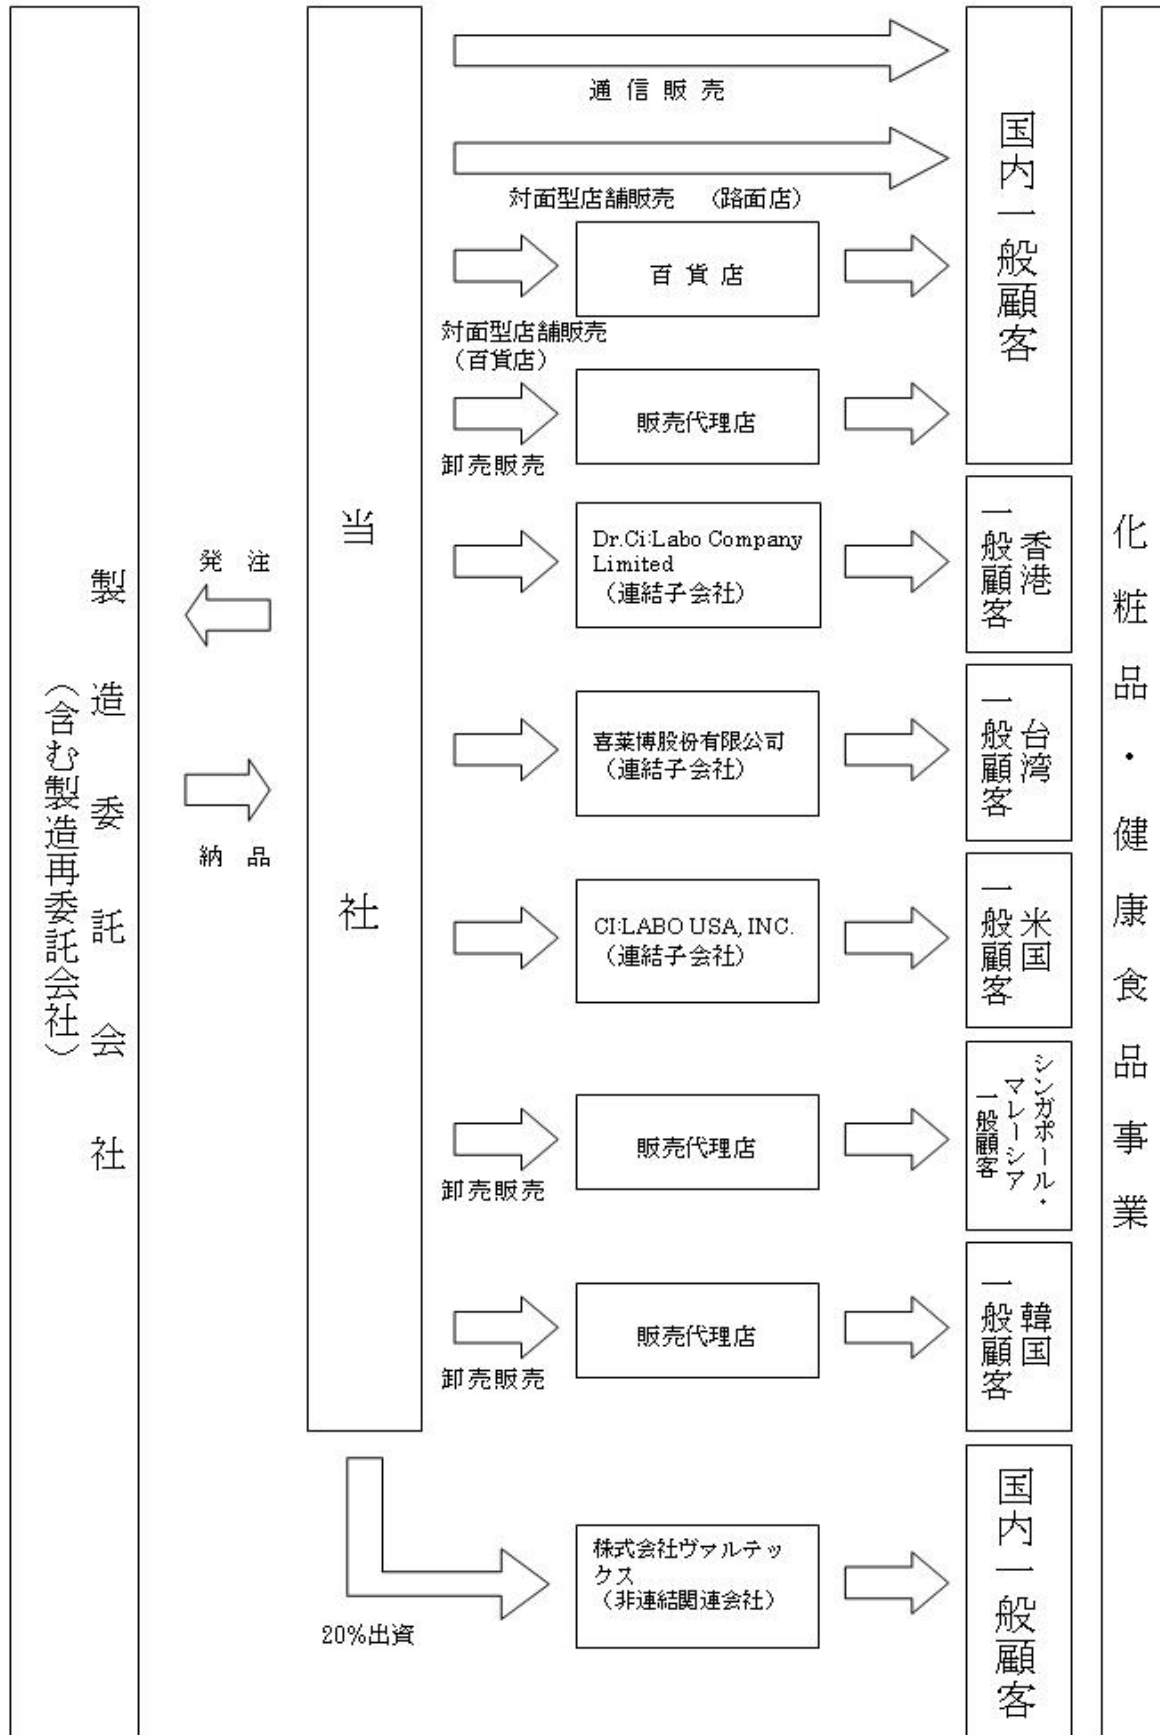 製造委託会社
（含む製造再委託会社）
発 注
納 品
当社
通 信 販 売
対面型店舗販売　（路面店）
百 貨 店
対面型店舗販売
（百貨店）
販売代理店
卸売販売
国内一般顧客
Dr.Ci:Labo Company
Limited
（連結子会社）
香港
一般顧客
喜萊博股份有限公司
（連結子会社）
台湾
一般顧客
CI:LABO USA, INC.
（連結子会社）
米国
一般顧客
販売代理店
卸売販売
シンガポール・
マレーシア
一般顧客
販売代理店
卸売販売
韓国
一般顧客
20%出資
株式会社ヴァルテッ
クス
（非連結関連会社）
国内一般顧客
化粧品・健康食品事業